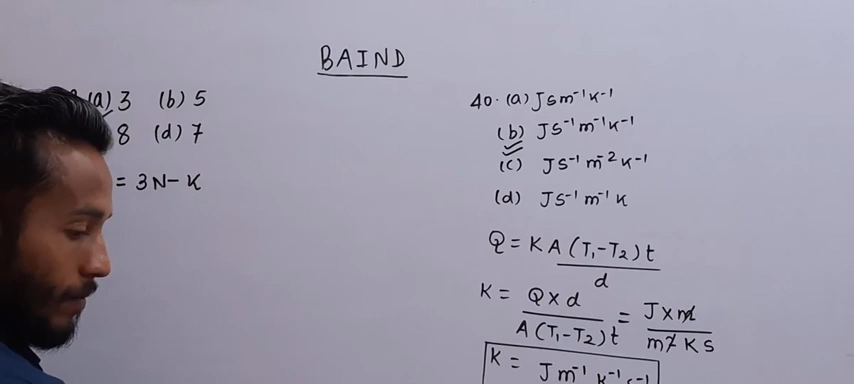 BAIND
(a) 3 (b) 5
8 (d) 7
= 3N - K
40. (a) J s m⁻¹ K⁻¹
(b) J S⁻¹ m⁻¹ K⁻¹
(c) J S⁻¹ m⁻² K⁻¹
(d) J S⁻¹ m⁻¹ K
Q = K A (T₁-T₂) t / d
K = Q × d / A (T₁-T₂) t = J × m / m² K S
K = J m⁻¹ K⁻¹ s⁻¹